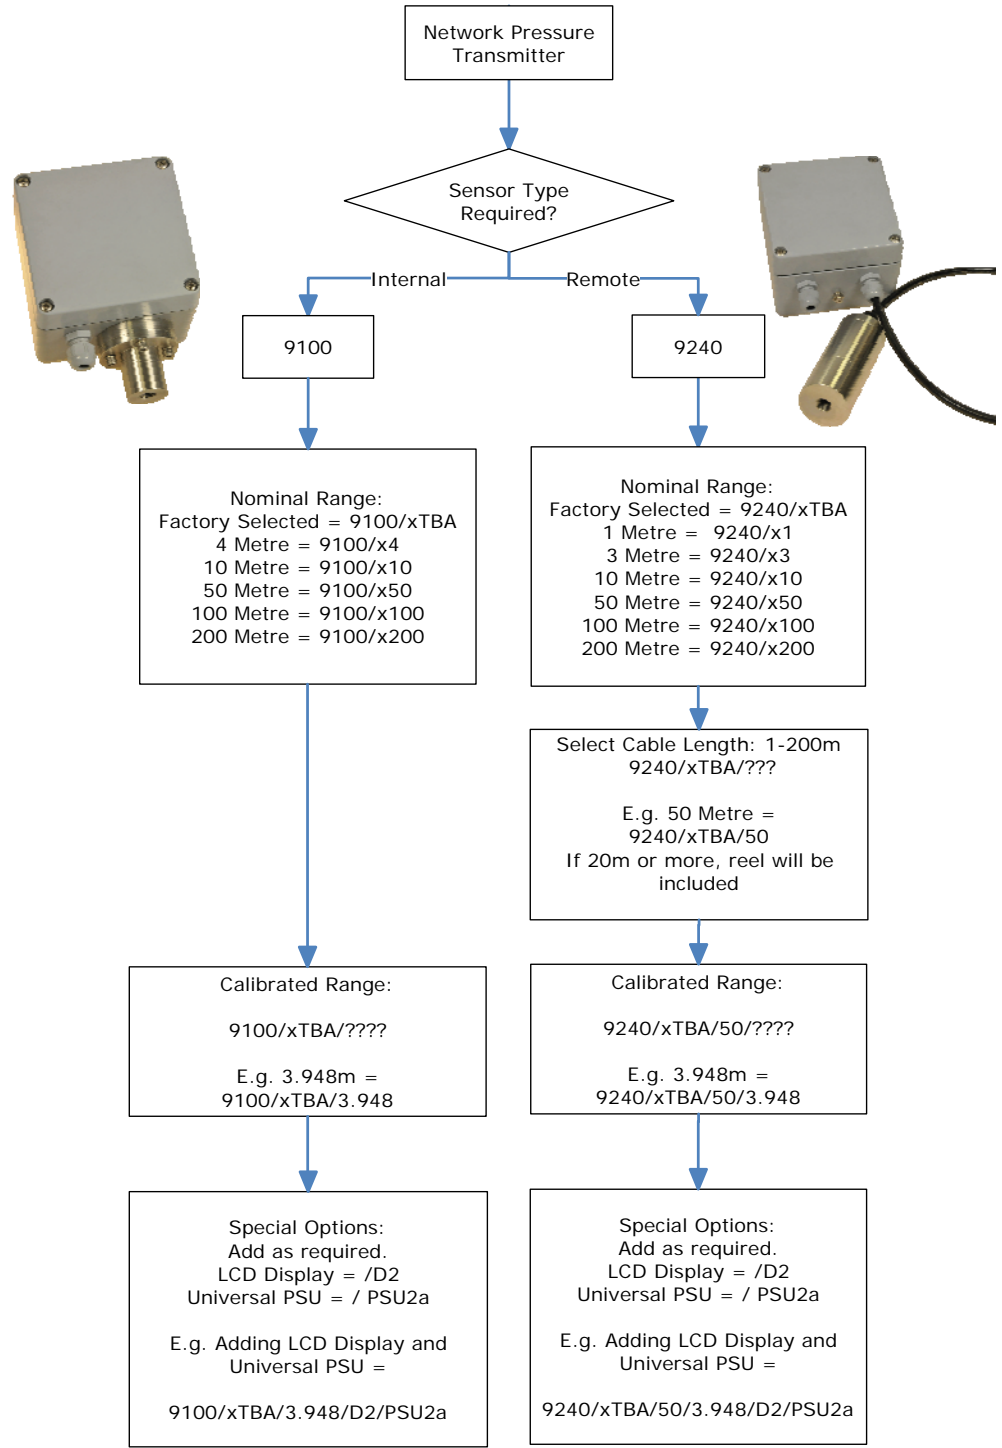 Network Pressure
Transmitter
Sensor Type
Required?
Internal
Remote
9100
9240
Nominal Range:
Factory Selected = 9100/xTBA
4 Metre = 9100/x4
10 Metre = 9100/x10
50 Metre = 9100/x50
100 Metre = 9100/x100
200 Metre = 9100/x200
Nominal Range:
Factory Selected = 9240/xTBA
1 Metre = 9240/x1
3 Metre = 9240/x3
10 Metre = 9240/x10
50 Metre = 9240/x50
100 Metre = 9240/x100
200 Metre = 9240/x200
Select Cable Length: 1-200m
9240/xTBA/???
E.g. 50 Metre =
9240/xTBA/50
If 20m or more, reel will be
included
Calibrated Range:
9100/xTBA/????
E.g. 3.948m =
9100/xTBA/3.948
Calibrated Range:
9240/xTBA/50/????
E.g. 3.948m =
9240/xTBA/50/3.948
Special Options:
Add as required.
LCD Display = /D2
Universal PSU = / PSU2a
E.g. Adding LCD Display and
Universal PSU =
9100/xTBA/3.948/D2/PSU2a
Special Options:
Add as required.
LCD Display = /D2
Universal PSU = / PSU2a
E.g. Adding LCD Display and
Universal PSU =
9240/xTBA/50/3.948/D2/PSU2a